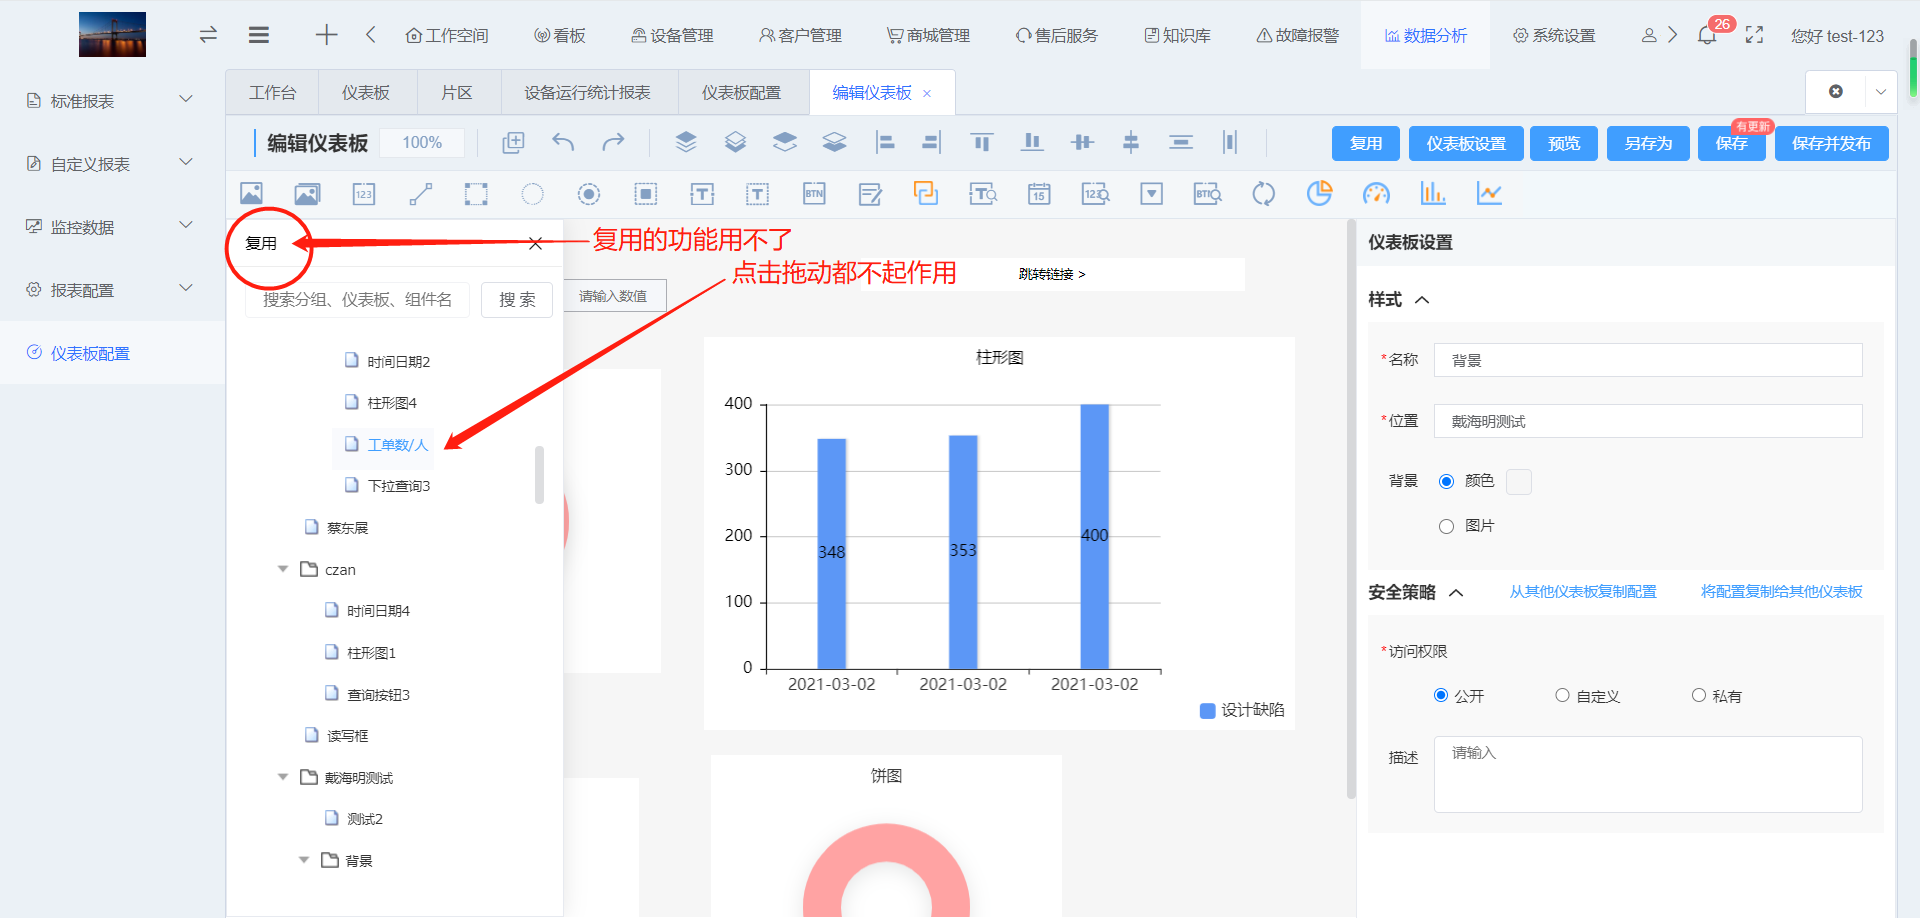 工作空间
看板
设备管理
客户管理
商城管理
售后服务
知识库
故障报警
数据分析
系统设置
26
您好 test-123
标准报表
自定义报表
监控数据
报表配置
仪表板配置
工作台
仪表板
片区
设备运行统计报表
仪表板配置
编辑仪表板
编辑仪表板
100%
复用
仪表板设置
预览
另存为
保存
有更新
保存并发布
123
T
T
BTN
T
15
123
BTN
复用
复用的功能用不了
点击拖动都不起作用
搜索分组、仪表板、组件名
搜 索
请输入数值
跳转链接 >
时间日期2
柱形图4
工单数/人
下拉查询3
蔡东展
czan
时间日期4
柱形图1
查询按钮3
读写框
戴海明测试
测试2
背景
柱形图
400
300
200
100
0
348
353
400
2021-03-02
2021-03-02
2021-03-02
设计缺陷
饼图
仪表板设置
样式
*名称
背景
*位置
戴海明测试
背景
颜色
图片
安全策略
从其他仪表板复制配置
将配置复制给其他仪表板
*访问权限
公开
自定义
私有
描述
请输入